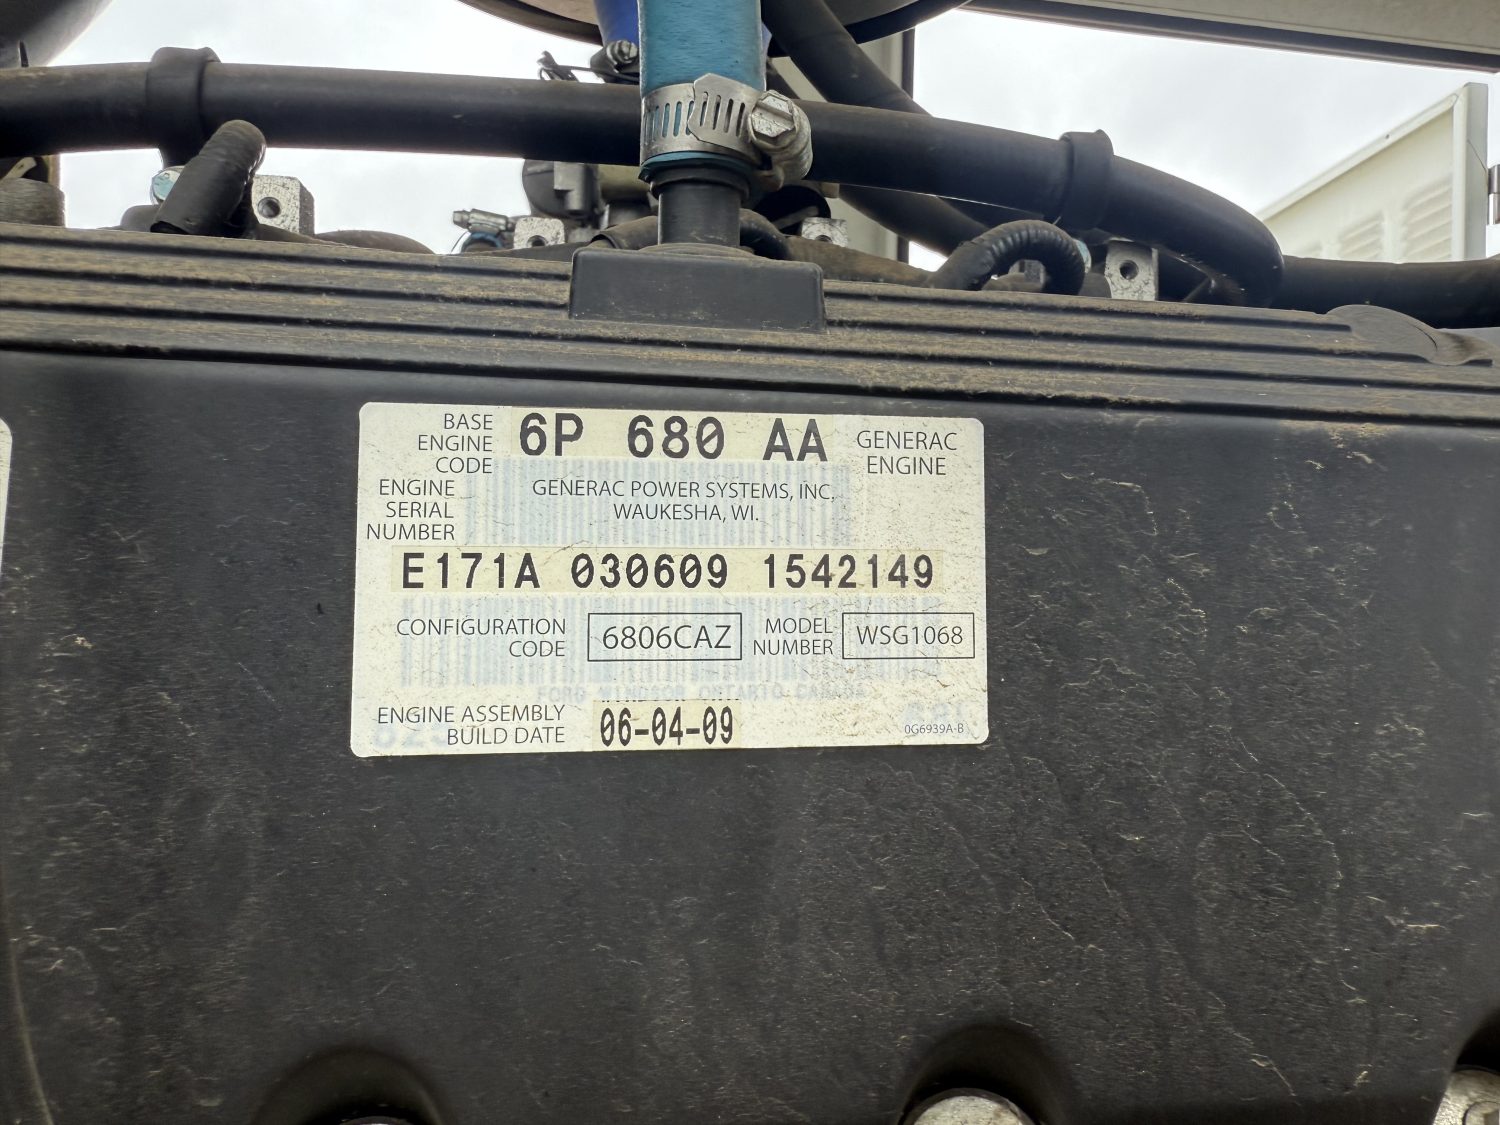 BASE ENGINE CODE 6P 680 AA GENERAC ENGINE
ENGINE SERIAL NUMBER GENERAC POWER SYSTEMS, INC.
WAUKESHA, WI.
E171A 030609 1542149
CONFIGURATION CODE 6806CAZ MODEL NUMBER WSG1068
FORD WINDSOR ONTARIO CANADA
ENGINE ASSEMBLY BUILD DATE 06-04-09 0G6939A-B